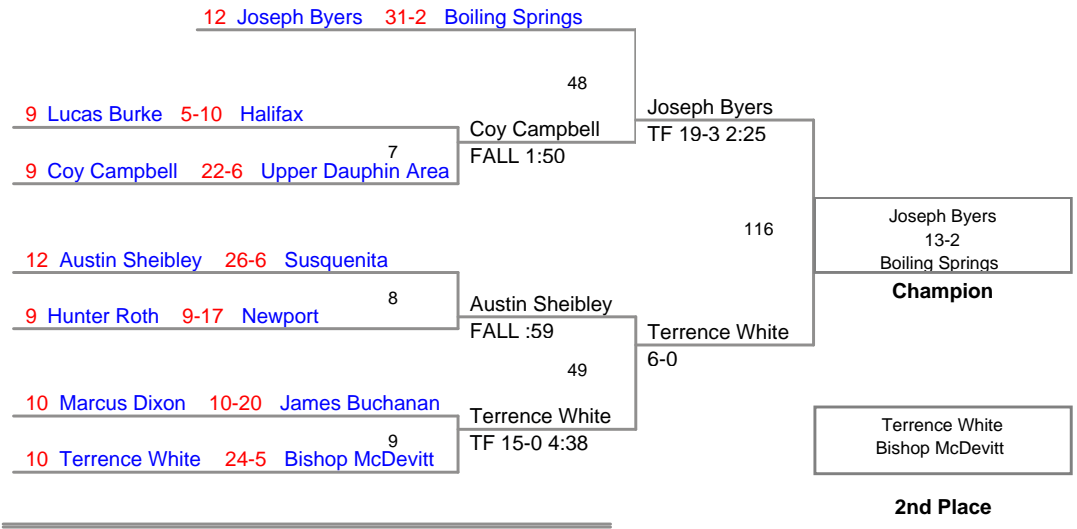 12 Joseph Byers 31-2 Boiling Springs
48
9 Lucas Burke 5-10 Halifax
Joseph Byers
TF 19-3 2:25
Coy Campbell
FALL 1:50
7
9 Coy Campbell 22-6 Upper Dauphin Area
116
Joseph Byers
13-2
Boiling Springs
Champion
12 Austin Sheibley 26-6 Susquenita
8
Austin Sheibley
FALL :59
9 Hunter Roth 9-17 Newport
Terrence White
6-0
49
10 Marcus Dixon 10-20 James Buchanan
Terrence White
TF 15-0 4:38
9
10 Terrence White 24-5 Bishop McDevitt
Terrence White
Bishop McDevitt
2nd Place